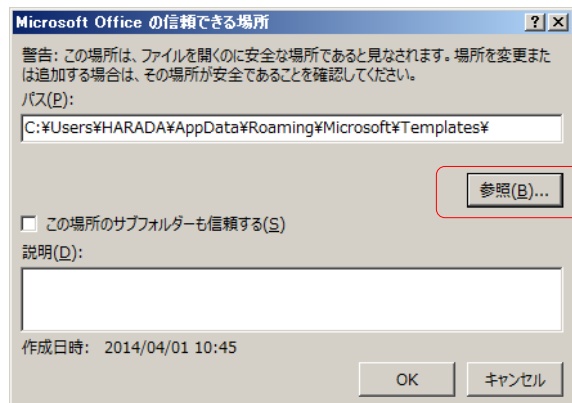 Microsoft Office の信頼できる場所
警告: この場所は、ファイルを開くのに安全な場所であると見なされます。場所を変更また
は追加する場合は、その場所が安全であることを確認してください。
パス(P):
C:¥Users¥HARADA¥AppData¥Roaming¥Microsoft¥Templates¥
参照(B)...
この場所のサブフォルダーも信頼する(S)
説明(D):
作成日時: 2014/04/01 10:45
OK キャンセル